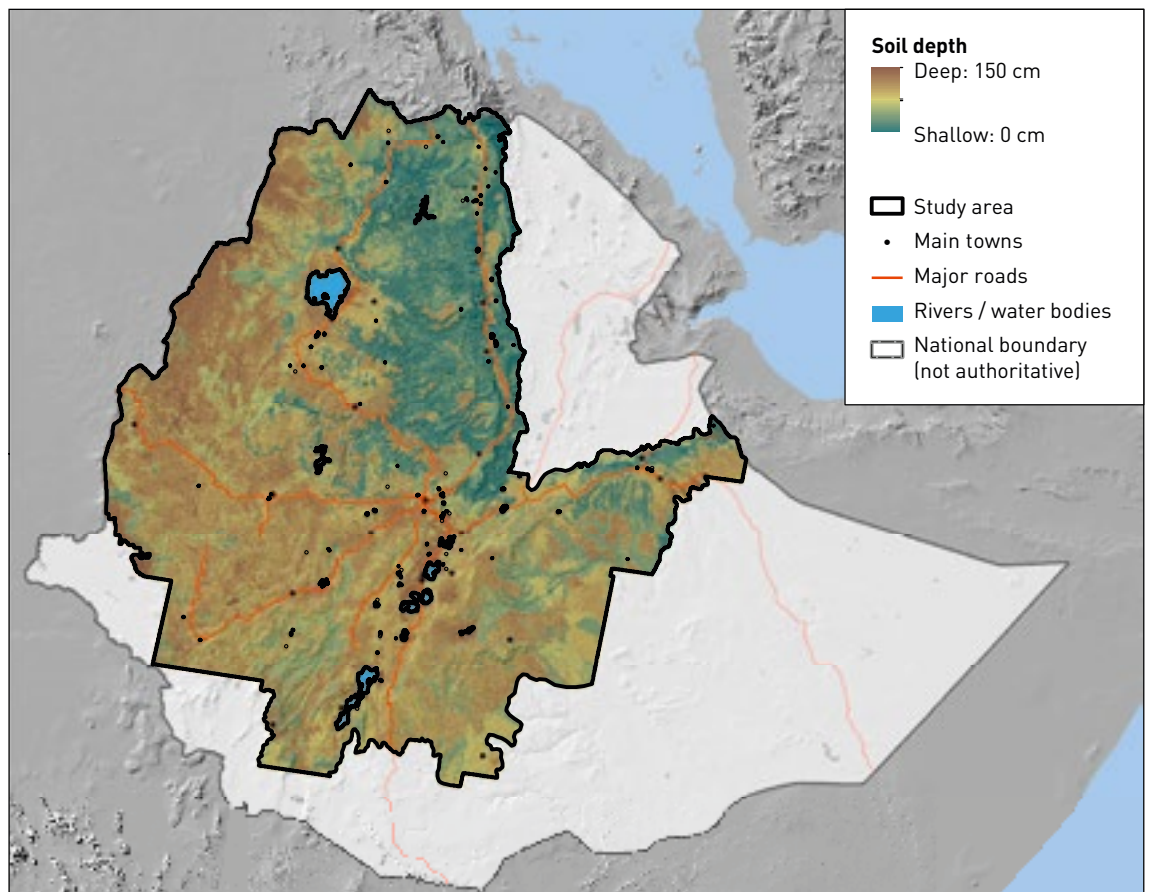 Soil depth
Deep: 150 cm
Shallow: 0 cm
Study area
Main towns
Major roads
Rivers / water bodies
National boundary
(not authoritative)